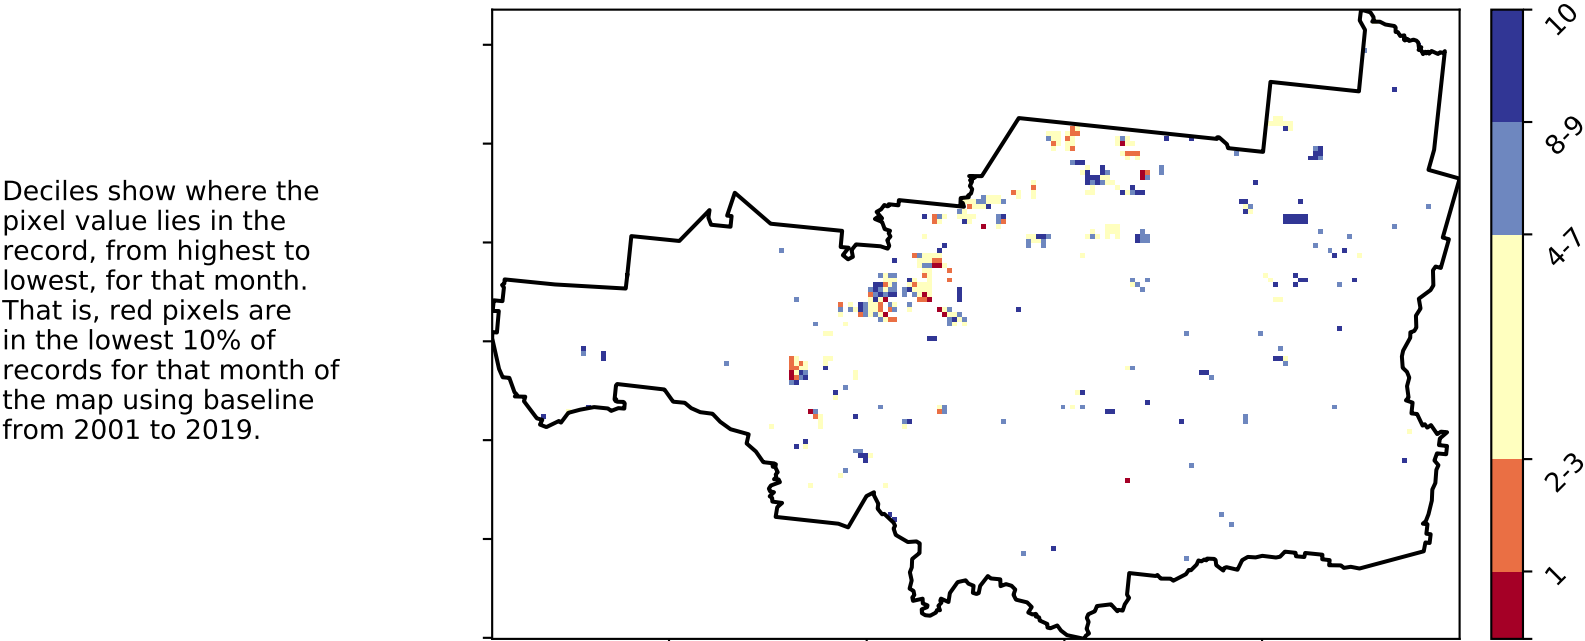 Deciles show where the
pixel value lies in the
record, from highest to
lowest, for that month.
That is, red pixels are
in the lowest 10% of
records for that month of
the map using baseline
from 2001 to 2019.
10
8-9
4-7
2-3
1